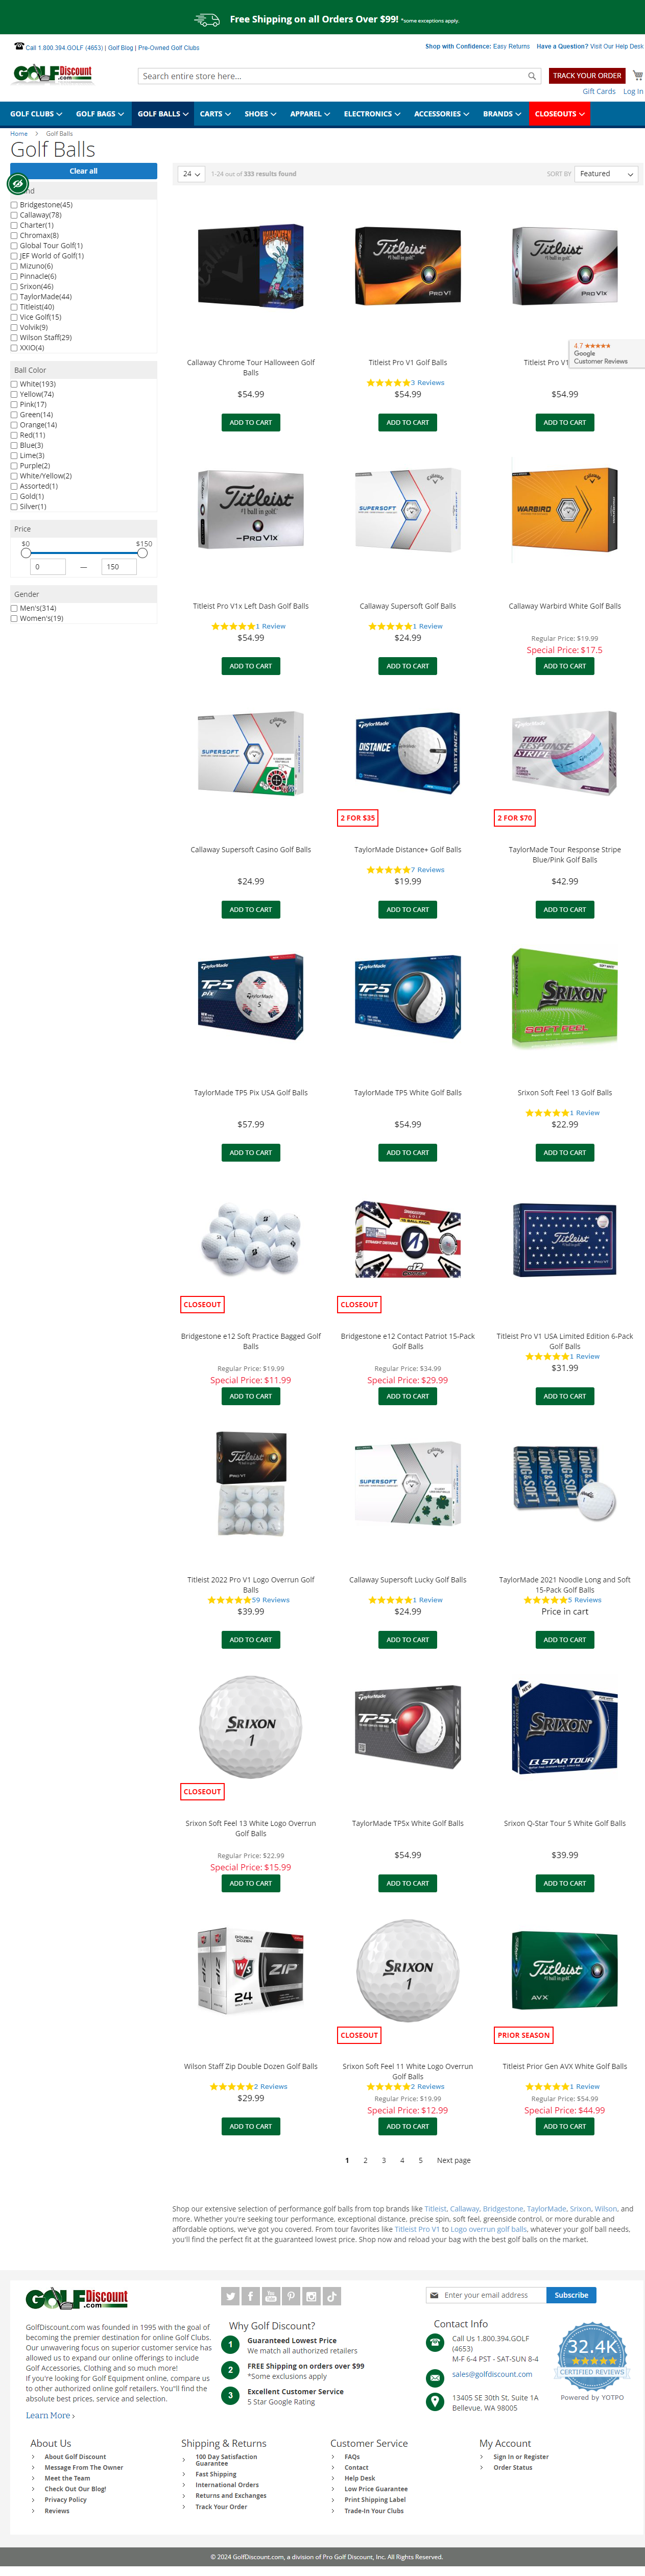 Free Shipping on all Orders Over $99! *some exceptions apply.
Call 1.800.394.GOLF (4653) | Golf Blog | Pre-Owned Golf Clubs
Shop with Confidence: Easy Returns Have a Question? Visit Our Help Desk
GOLF Discount .com
Search entire store here...
TRACK YOUR ORDER
Gift Cards Log In
GOLF CLUBS GOLF BAGS GOLF BALLS CARTS SHOES APPAREL ELECTRONICS ACCESSORIES BRANDS CLOSEOUTS
Home > Golf Balls
Golf Balls
Clear all
24 1-24 out of 333 results found
SORT BY Featured
nd
Bridgestone(45)
Callaway(78)
Charter(1)
Chromax(8)
Global Tour Golf(1)
JEF World of Golf(1)
Mizuno(6)
Pinnacle(6)
Srixon(46)
TaylorMade(44)
Titleist(40)
Vice Golf(15)
Volvik(9)
Wilson Staff(29)
XXIO(4)
Ball Color
White(193)
Yellow(74)
Pink(17)
Green(14)
Orange(14)
Red(11)
Blue(3)
Lime(3)
Purple(2)
White/Yellow(2)
Assorted(1)
Gold(1)
Silver(1)
Price
$0 $150
0 — 150
Gender
Men's(314)
Women's(19)
4.7 ★★★★★
Google
Customer Reviews
Callaway Chrome Tour Halloween Golf Balls
$54.99
ADD TO CART
Titleist Pro V1 Golf Balls
3 Reviews
$54.99
ADD TO CART
Titleist Pro V
$54.99
ADD TO CART
Titleist Pro V1x Left Dash Golf Balls
1 Review
$54.99
ADD TO CART
Callaway Supersoft Golf Balls
1 Review
$24.99
ADD TO CART
Callaway Warbird White Golf Balls
Regular Price: $19.99
Special Price: $17.5
ADD TO CART
Callaway Supersoft Casino Golf Balls
$24.99
ADD TO CART
2 FOR $35
TaylorMade Distance+ Golf Balls
7 Reviews
$19.99
ADD TO CART
2 FOR $70
TaylorMade Tour Response Stripe Blue/Pink Golf Balls
$42.99
ADD TO CART
TaylorMade TP5 Pix USA Golf Balls
$57.99
ADD TO CART
TaylorMade TP5 White Golf Balls
$54.99
ADD TO CART
Srixon Soft Feel 13 Golf Balls
1 Review
$22.99
ADD TO CART
CLOSEOUT
Bridgestone e12 Soft Practice Bagged Golf Balls
Regular Price: $19.99
Special Price: $11.99
ADD TO CART
CLOSEOUT
Bridgestone e12 Contact Patriot 15-Pack Golf Balls
Regular Price: $34.99
Special Price: $29.99
ADD TO CART
Titleist Pro V1 USA Limited Edition 6-Pack Golf Balls
1 Review
$31.99
ADD TO CART
Titleist 2022 Pro V1 Logo Overrun Golf Balls
59 Reviews
$39.99
ADD TO CART
Callaway Supersoft Lucky Golf Balls
1 Review
$24.99
ADD TO CART
TaylorMade 2021 Noodle Long and Soft 15-Pack Golf Balls
5 Reviews
Price in cart
ADD TO CART
CLOSEOUT
Srixon Soft Feel 13 White Logo Overrun Golf Balls
Regular Price: $22.99
Special Price: $15.99
ADD TO CART
TaylorMade TP5x White Golf Balls
$54.99
ADD TO CART
Srixon Q-Star Tour 5 White Golf Balls
$39.99
ADD TO CART
Wilson Staff Zip Double Dozen Golf Balls
2 Reviews
$29.99
ADD TO CART
CLOSEOUT
Srixon Soft Feel 11 White Logo Overrun Golf Balls
2 Reviews
Regular Price: $19.99
Special Price: $12.99
ADD TO CART
PRIOR SEASON
Titleist Prior Gen AVX White Golf Balls
1 Review
Regular Price: $54.99
Special Price: $44.99
ADD TO CART
1 2 3 4 5 Next page
Shop our extensive selection of performance golf balls from top brands like Titleist, Callaway, Bridgestone, TaylorMade, Srixon, Wilson, and
more. Whether you're seeking tour performance, exceptional distance, precise spin, soft feel, greenside control, or more durable and
affordable options, we've got you covered. From tour favorites like Titleist Pro V1 to Logo overrun golf balls, whatever your golf ball needs,
you'll find the perfect fit at the guaranteed lowest price. Shop now and reload your bag with the best golf balls on the market.
GOLF Discount .com
GolfDiscount.com was founded in 1995 with the goal of
becoming the premier destination for online Golf Clubs.
Our unwavering focus on superior customer service has
allowed us to expand our online offerings to include
Golf Accessories, Clothing and so much more!
If you're looking for Golf Equipment online, compare us
to other authorized online golf retailers. You"ll find the
absolute best prices, service and selection.
Learn More ›
Why Golf Discount?
1 Guaranteed Lowest Price
We match all authorized retailers
2 FREE Shipping on orders over $99
*Some exclusions apply
3 Excellent Customer Service
5 Star Google Rating
Enter your email address Subscribe
Contact Info
Call Us 1.800.394.GOLF
(4653)
M-F 6-4 PST - SAT-SUN 8-4
sales@golfdiscount.com
13405 SE 30th St, Suite 1A
Bellevue, WA 98005
32.4K
CERTIFIED REVIEWS
Powered by YOTPO
About Us
About Golf Discount
Message From The Owner
Meet the Team
Check Out Our Blog!
Privacy Policy
Reviews
Shipping & Returns
100 Day Satisfaction Guarantee
Fast Shipping
International Orders
Returns and Exchanges
Track Your Order
Customer Service
FAQs
Contact
Help Desk
Low Price Guarantee
Print Shipping Label
Trade-In Your Clubs
My Account
Sign In or Register
Order Status
© 2024 GolfDiscount.com, a division of Pro Golf Discount, Inc. All Rights Reserved.